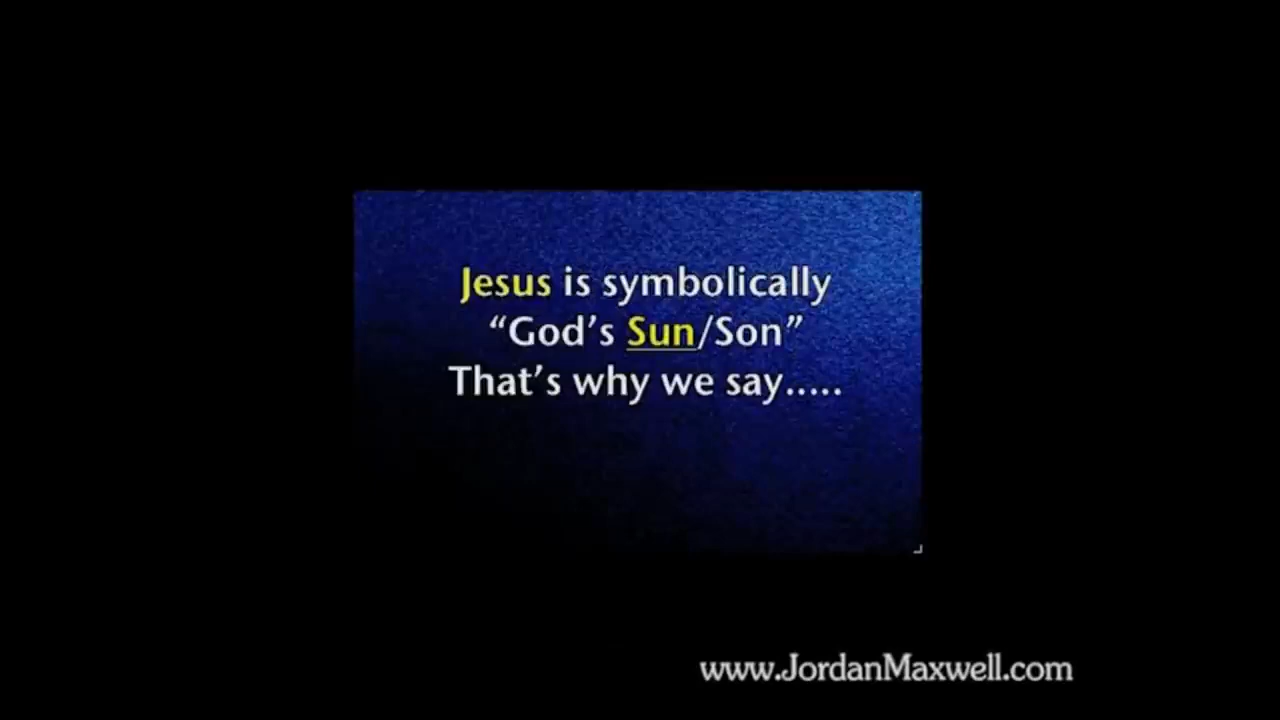 Jesus is symbolically
“God’s Sun/Son”
That’s why we say.....
www.JordanMaxwell.com